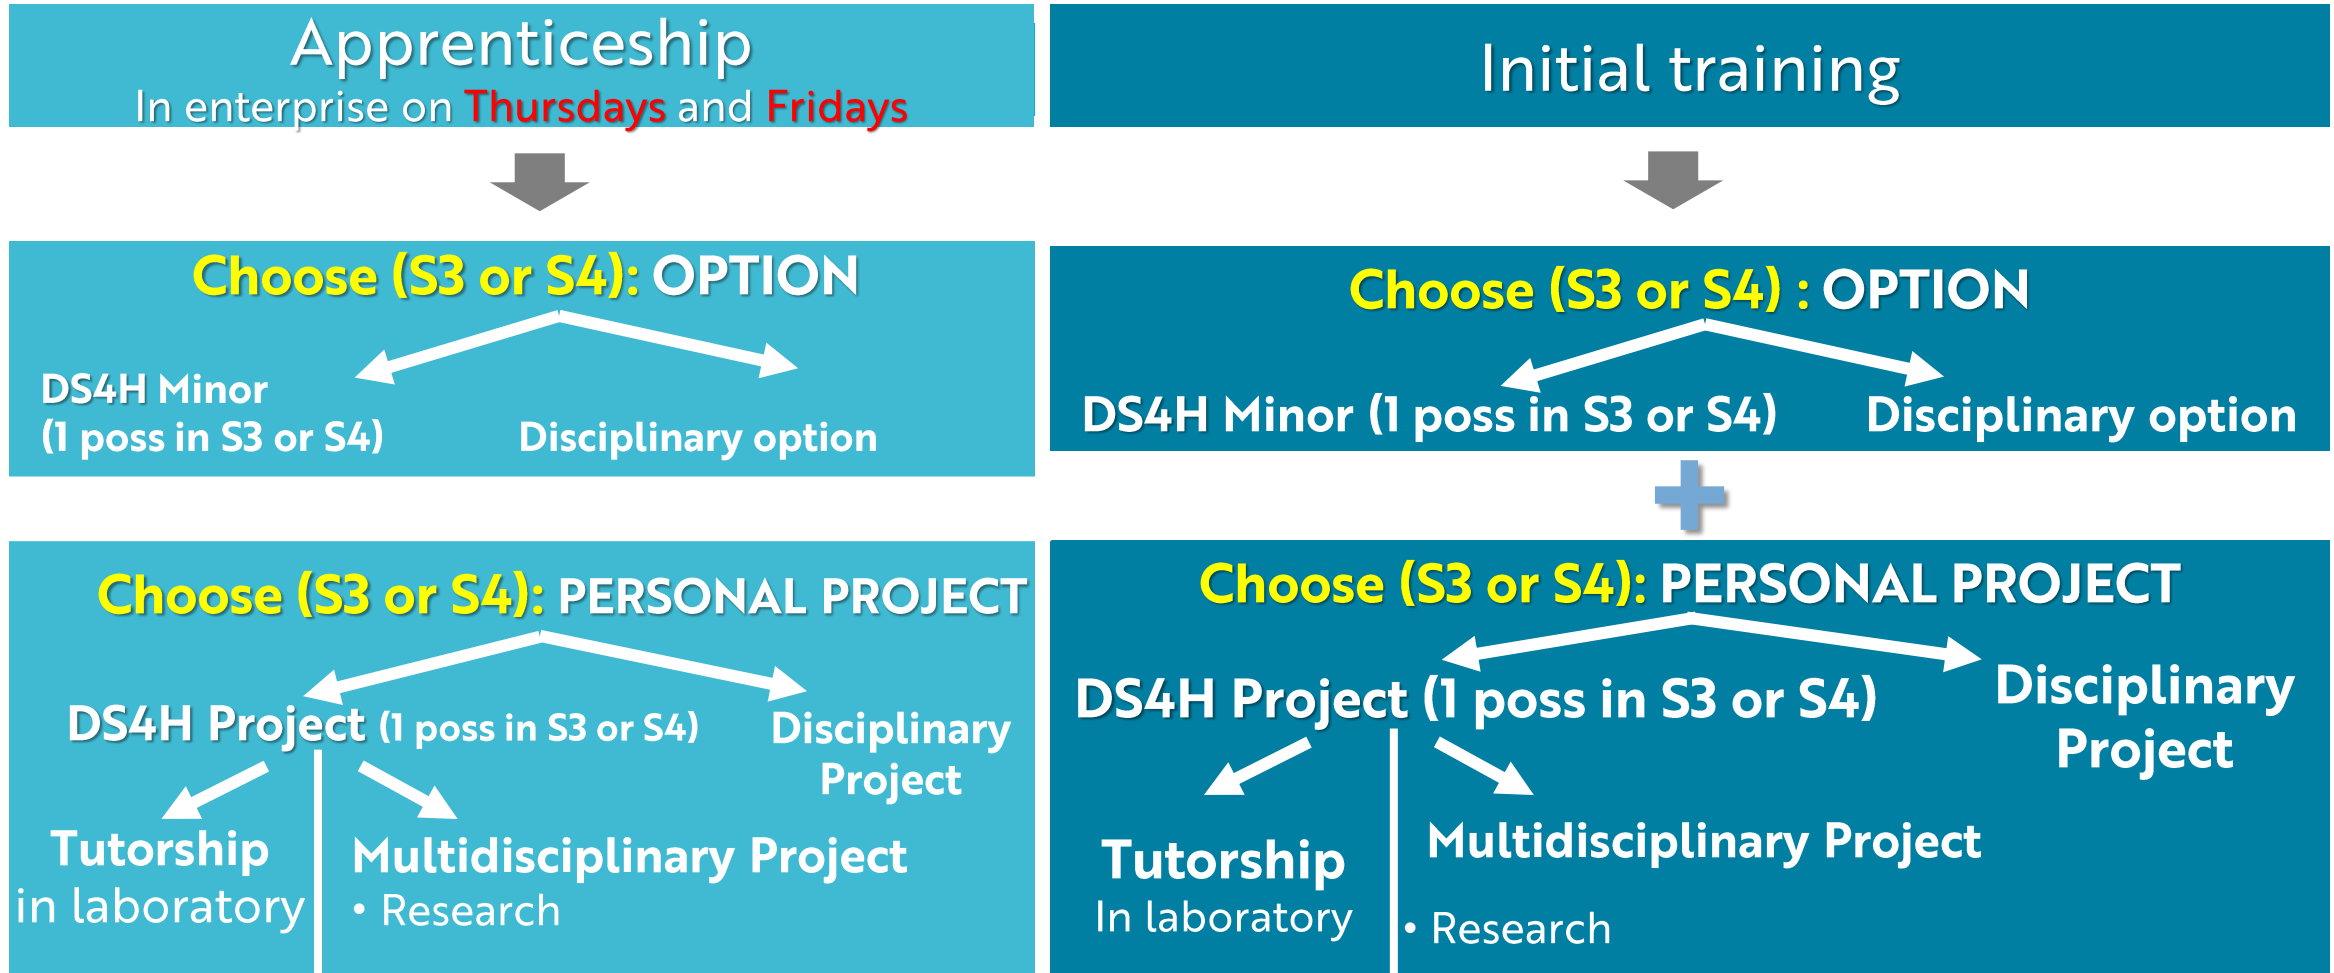 Apprenticeship
In enterprise on Thursdays and Fridays
Choose (S3 or S4): OPTION
DS4H Minor
(1 poss in S3 or S4)
Disciplinary option
Choose (S3 or S4): PERSONAL PROJECT
DS4H Project (1 poss in S3 or S4)
Disciplinary
Project
Tutorship
in laboratory
Multidisciplinary Project
• Research
Initial training
Choose (S3 or S4) : OPTION
DS4H Minor (1 poss in S3 or S4)
Disciplinary option
Choose (S3 or S4): PERSONAL PROJECT
DS4H Project (1 poss in S3 or S4)
Disciplinary
Project
Tutorship
In laboratory
Multidisciplinary Project
• Research